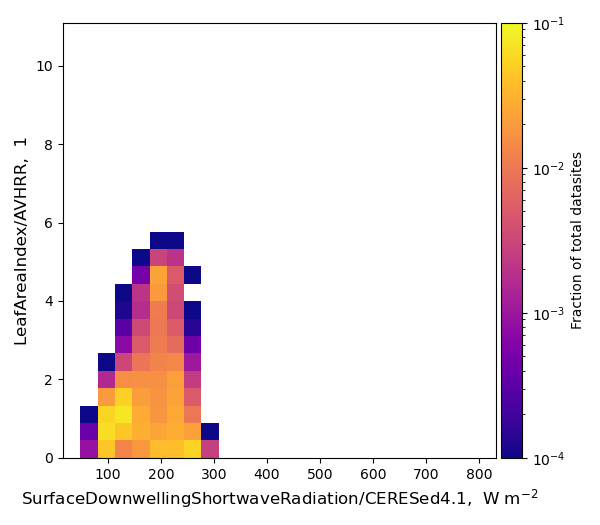 10
8
6
4
2
0
LeafAreaIndex/AVHRR, 1
100 200 300 400 500 600 700 800
SurfaceDownwellingShortwaveRadiation/CERESed4.1, W m⁻²
10⁻¹
10⁻²
10⁻³
10⁻⁴
Fraction of total datasites